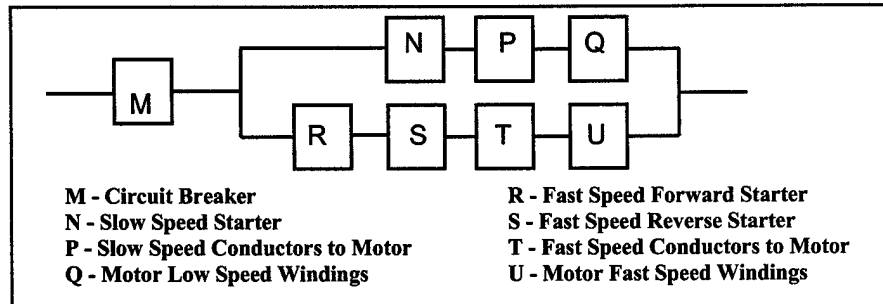 N P Q
M
R S T U
M - Circuit Breaker
N - Slow Speed Starter
P - Slow Speed Conductors to Motor
Q - Motor Low Speed Windings
R - Fast Speed Forward Starter
S - Fast Speed Reverse Starter
T - Fast Speed Conductors to Motor
U - Motor Fast Speed Windings